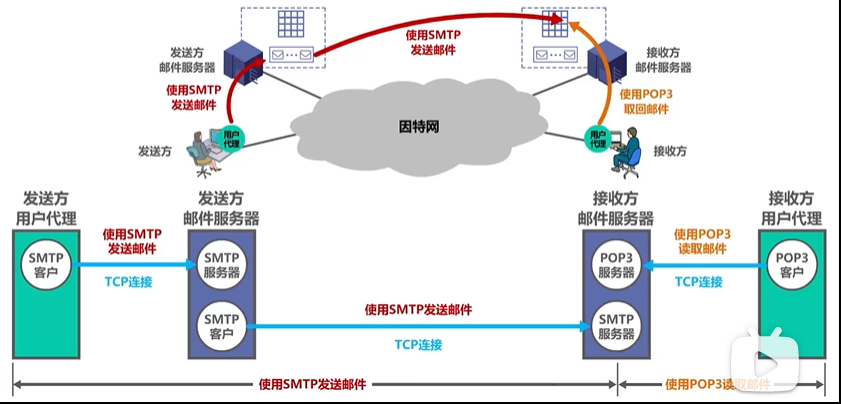 使用SMTP
发送邮件
发送方
邮件服务器
接收方
邮件服务器
使用SMTP
发送邮件
使用POP3
取回邮件
因特网
用户
代理
用户
代理
发送方
接收方
发送方
用户代理
发送方
邮件服务器
接收方
邮件服务器
接收方
用户代理
使用SMTP
发送邮件
使用POP3
读取邮件
SMTP
客户
SMTP
服务器
POP3
服务器
POP3
客户
TCP连接
TCP连接
使用SMTP发送邮件
SMTP
客户
SMTP
服务器
TCP连接
使用SMTP发送邮件
使用POP3读取邮件